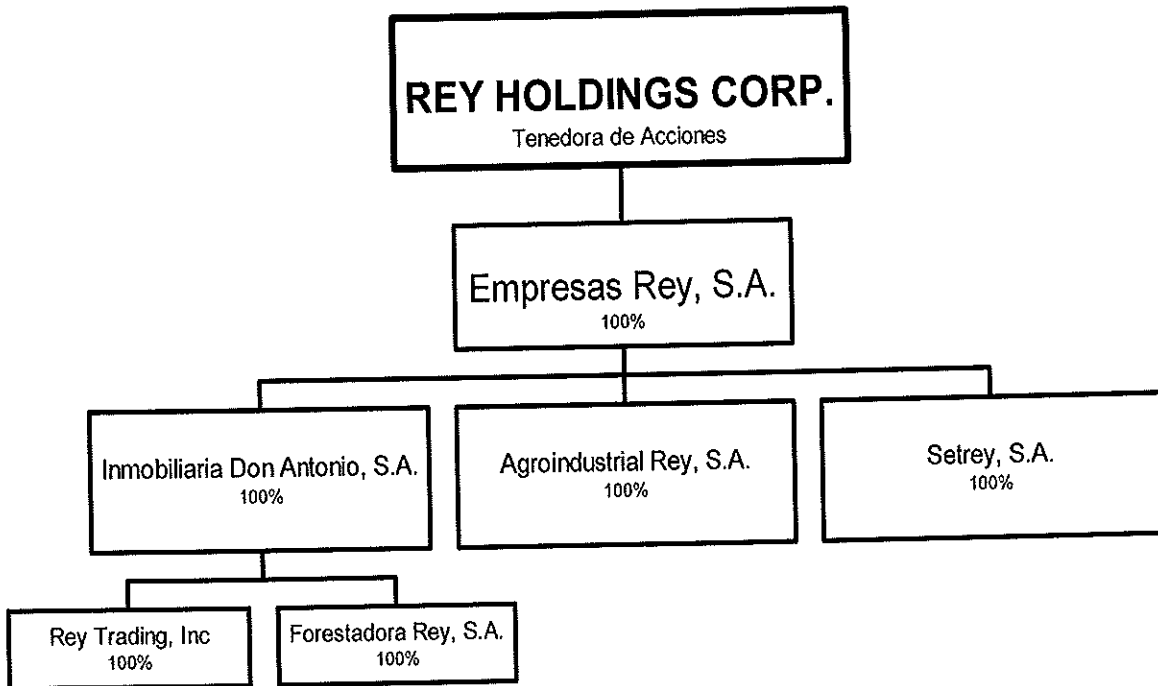 REY HOLDINGS CORP.
Tenedora de Acciones
Empresas Rey, S.A.
100%
Inmobiliaria Don Antonio, S.A.
100%
Agroindustrial Rey, S.A.
100%
Setrey, S.A.
100%
Rey Trading, Inc
100%
Forestadora Rey, S.A.
100%